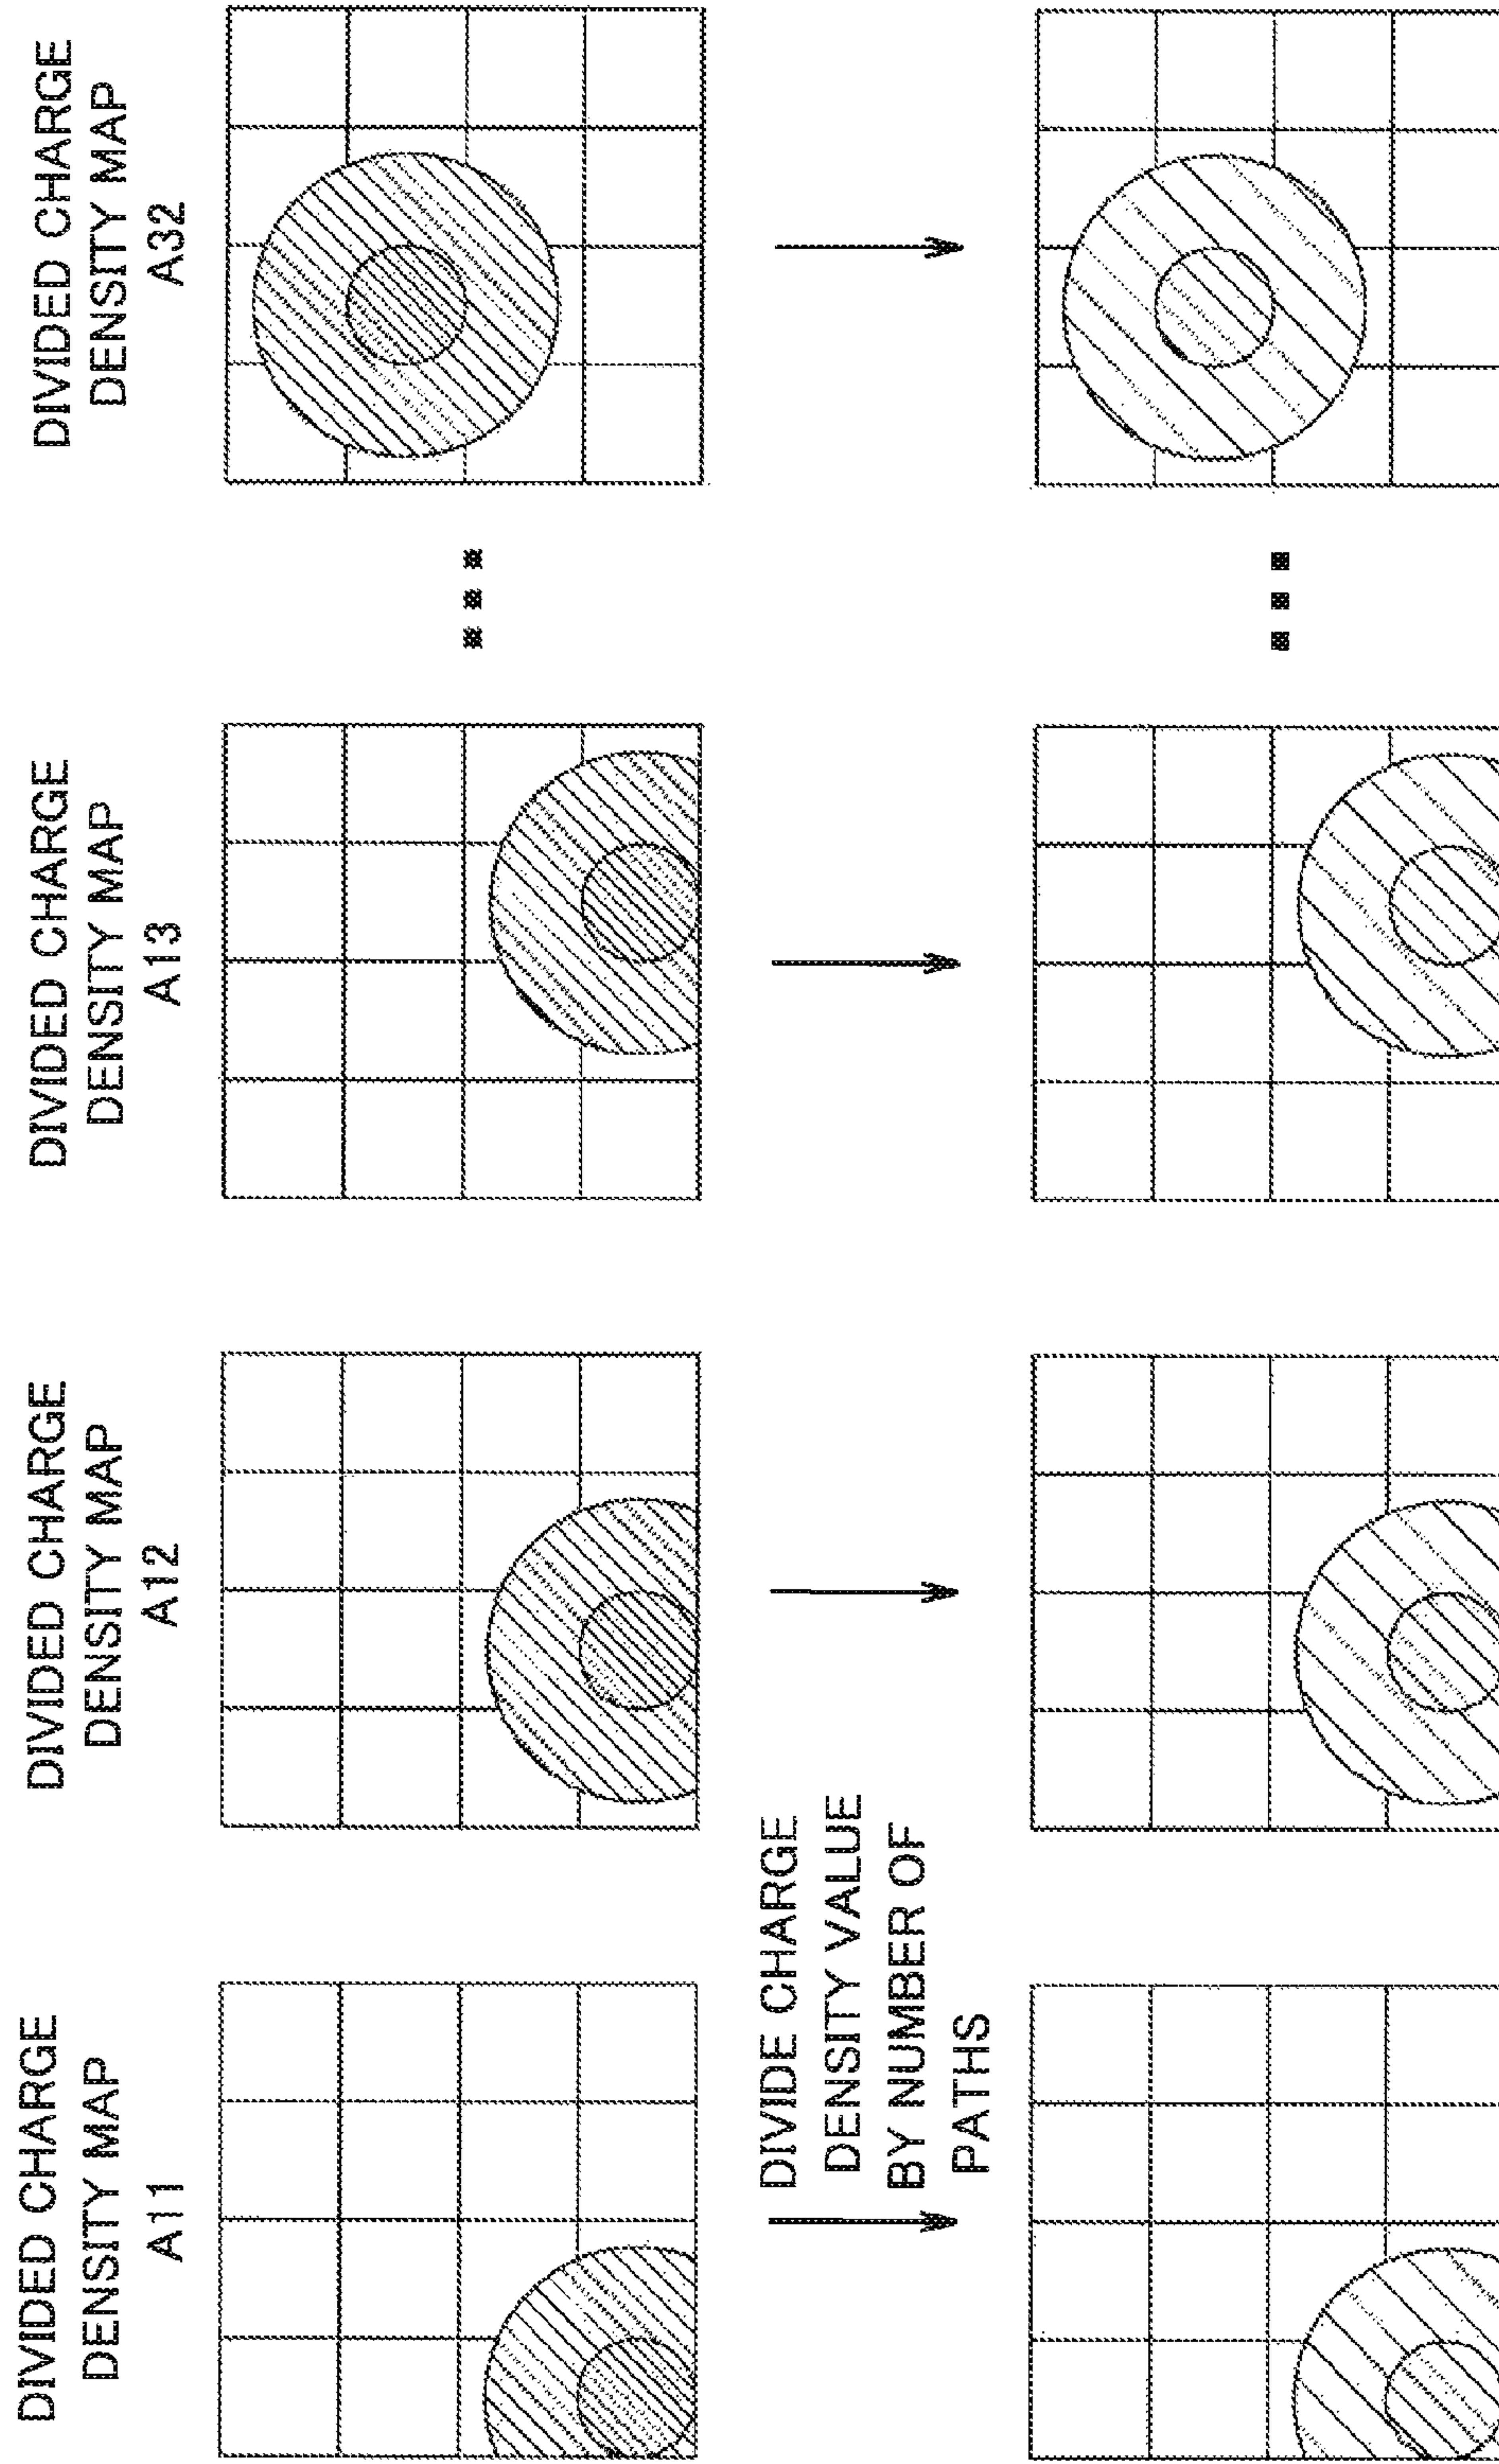 DIVIDED CHARGE
DENSITY MAP
A11
DIVIDED CHARGE
DENSITY MAP
A12
DIVIDED CHARGE
DENSITY MAP
A13
DIVIDED CHARGE
DENSITY MAP
A32
DIVIDE CHARGE
DENSITY VALUE
BY NUMBER OF
PATHS